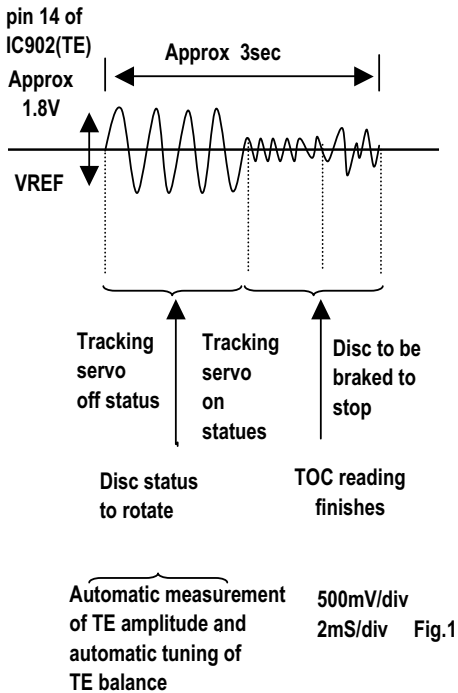 pin 14 of
IC902(TE)
Approx
1.8V
Approx 3sec
VREF
Tracking
servo
off status
Tracking
servo
on
statues
Disc to be
braked to
stop
Disc status
to rotate
TOC reading
finishes
Automatic measurement
of TE amplitude and
automatic tuning of
TE balance
500mV/div
2mS/div Fig.1